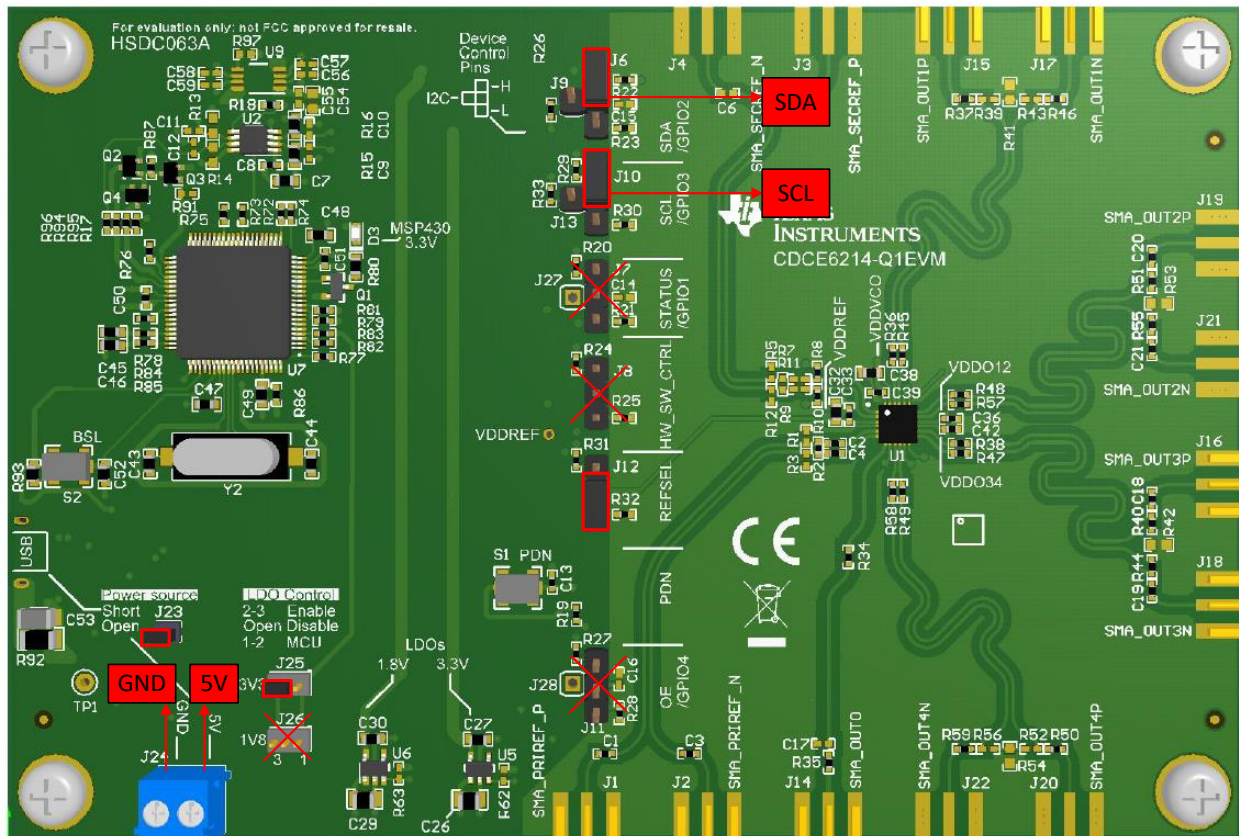 For evaluation only; not FCC approved for resale.
HSDC063A
R97
U9
C58
C59
C57
C56
R18
R13
C55
C54
U2
C11
C12
R87
Q2
Q3
Q4
R14
C8
C7
R16
C10
R15
C9
R91
R75
R73
R72
R74
C48
R96
R94
R95
R17
R76
D3
MSP430
3.3V
C51
R80
Q1
R81
R79
R83
R82
R77
C50
C45
C46
R78
R84
R85
U7
C47
C49
R86
C44
C43
Y2
BSL
R93
S2
C52
USB
C53
R92
Power source
Short
Open
J23
LDO Control
2-3 Enable
Open Disable
1-2 MCU
J25
3V3
J26
1V8
3 1
TP1
GND
5V
GND
5V
J24
LDOs
1.8V
3.3V
C30
U6
R63
C29
C27
U5
R62
C26
Device
Control
Pins
I2C
H
L
R26
J6
J9
R22
C15
R23
SDA
/GPIO2
SDA
R29
J10
R33
J13
R30
SCL
/GPIO3
SCL
R20
J7
J27
C14
R21
STATUS
/GPIO1
R24
J8
R25
HW_SW_CTRL
VDDREF
R31
J12
R32
REFSEL
S1 PDN
C13
R19
PDN
R27
J28
C16
R28
J11
OE
/GPIO4
J4
C6
SMA_SECREF_N
J3
SMA_SECREF_P
SMA_OUT1P
J15
J17
SMA_OUT1N
R37
R39
R41
R43
R46
TEXAS
INSTRUMENTS
CDCE6214-Q1EVM
SMA_OUT2P
J19
C20
R51
R53
R55
C21
J21
SMA_OUT2N
VDDREF
VDDVCO
R36
R45
R5
R7
R11
R8
C32
C33
C38
C39
R12
R9
R10
R1
R3
R2
C2
C4
U1
VDDO12
R48
R57
C36
C42
R38
R47
VDDO34
R58
R49
R34
CE
J16
SMA_OUT3P
C18
R40
R42
R44
C19
J18
SMA_OUT3N
SMA_PRIREF_P
C1
J1
C3
J2
SMA_PRIREF_N
C17
R35
J14
SMA_OUT0
SMA_OUT4N
R59
R56
R54
R52
R50
J22
J20
SMA_OUT4P